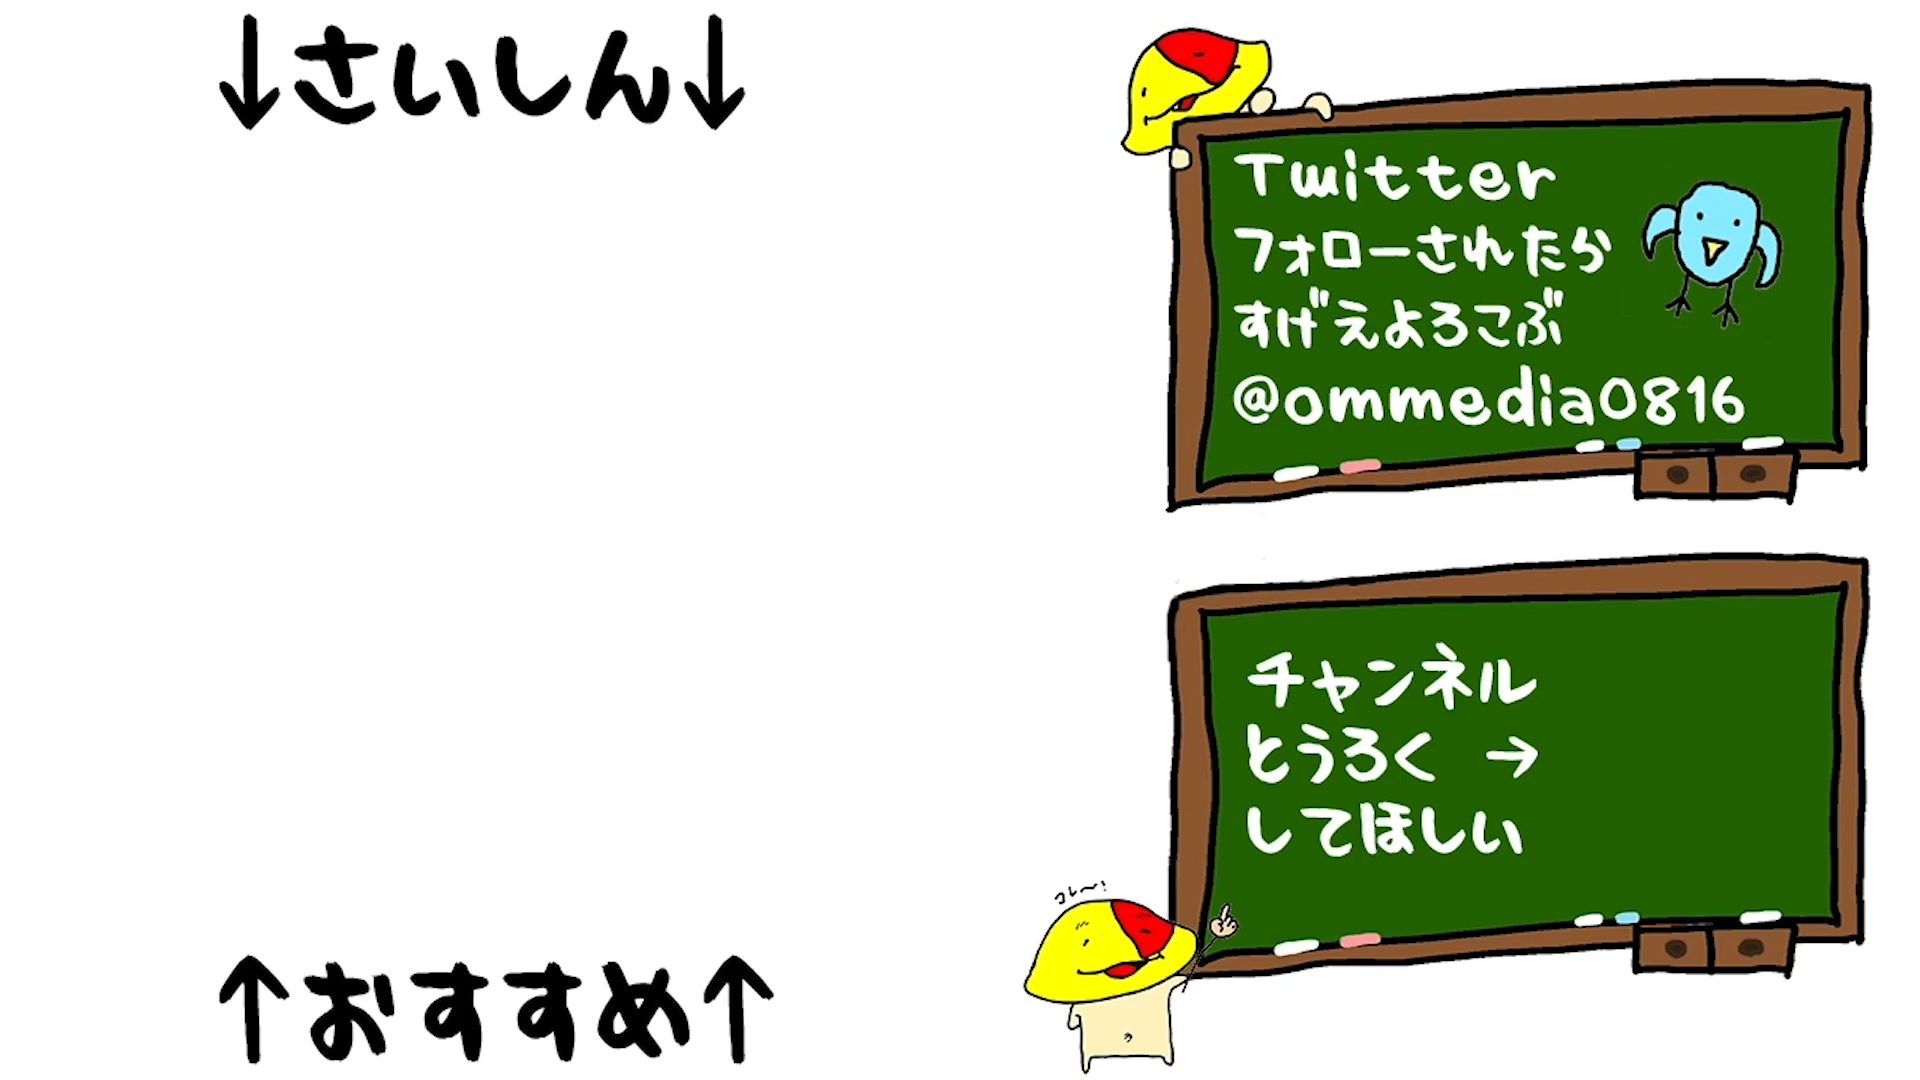 ↓さいしん↓
Twitter
フォローされたら
すげえよろこぶ
@ommedia0816
チャンネル
とうろく →
してほしい
コレ〜!
↑おすすめ↑